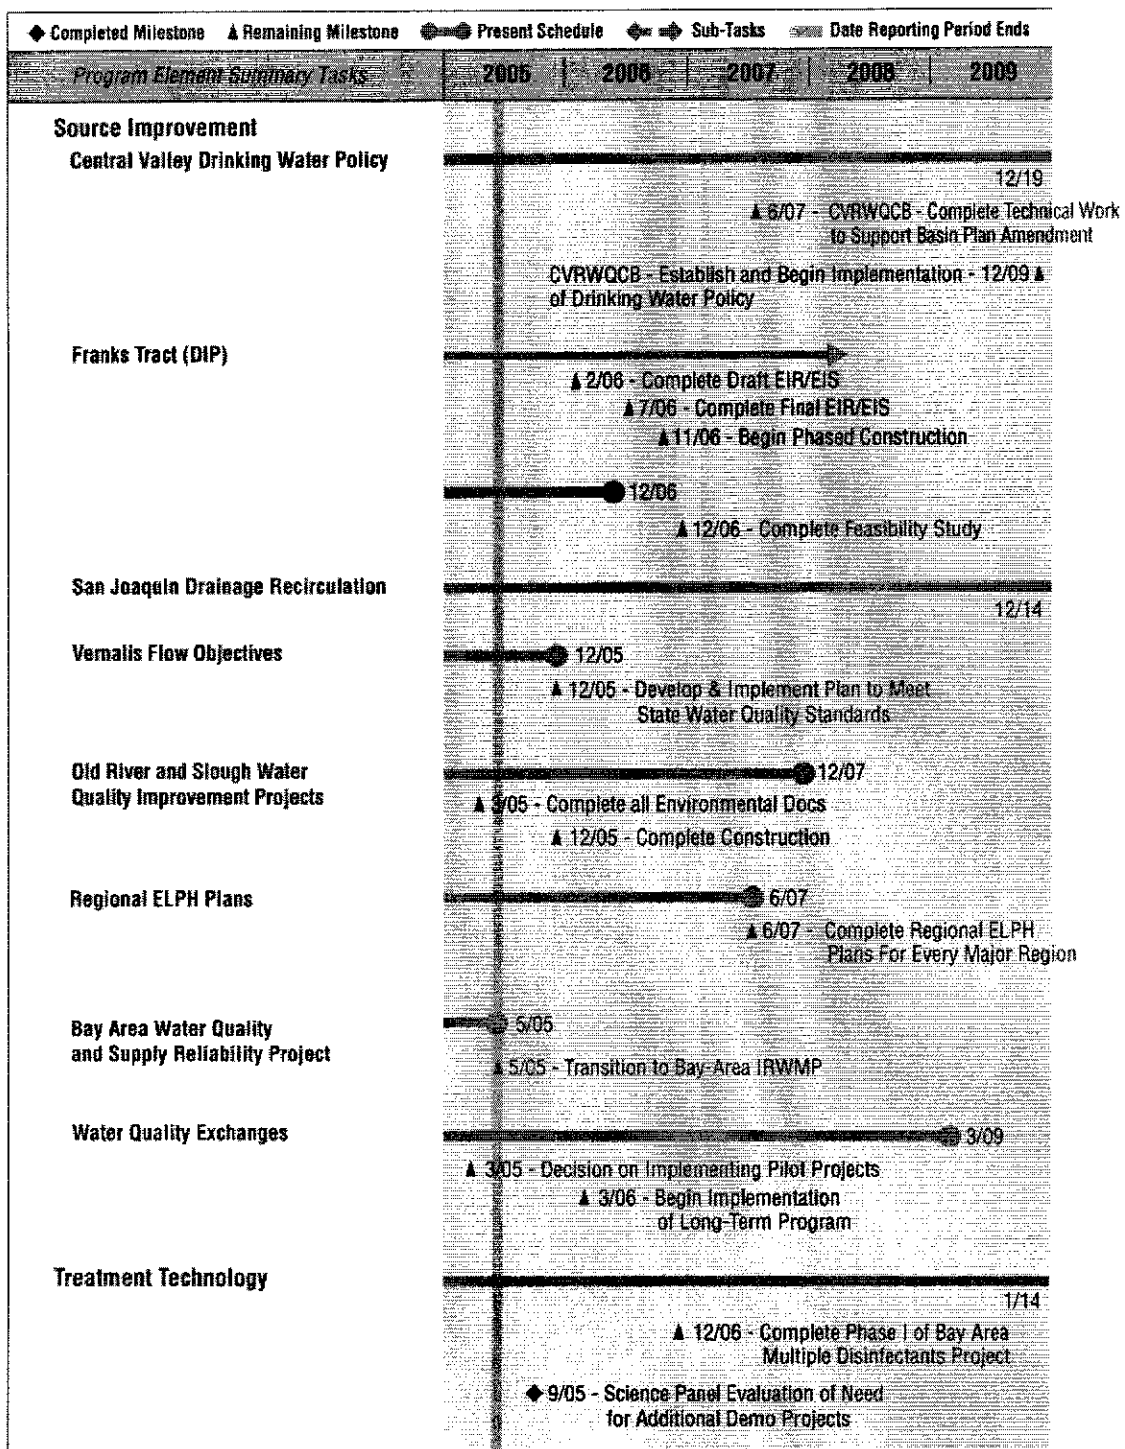 Completed Milestone Remaining Milestone Present Schedule Sub-Tasks Date Reporting Period Ends
Program Element Summary Tasks 2005 2006 2007 2008 2009
Source Improvement
Central Valley Drinking Water Policy
12/19
6/07 - CVRWQCB - Complete Technical Work
to Support Basin Plan Amendment
CVRWQCB - Establish and Begin Implementation - 12/09
of Drinking Water Policy
Franks Tract (DIP)
2/06 - Complete Draft EIR/EIS
7/06 - Complete Final EIR/EIS
11/06 - Begin Phased Construction
12/06
12/06 - Complete Feasibility Study
San Joaquin Drainage Recirculation
12/14
Vernalis Flow Objectives
12/05
12/05 - Develop & Implement Plan to Meet
State Water Quality Standards
Old River and Slough Water
Quality Improvement Projects
12/07
3/05 - Complete all Environmental Docs
12/05 - Complete Construction
Regional ELPH Plans
6/07
6/07 - Complete Regional ELPH
Plans For Every Major Region
Bay Area Water Quality
and Supply Reliability Project
5/05
5/05 - Transition to Bay-Area IRWMP
Water Quality Exchanges
3/09
3/05 - Decision on Implementing Pilot Projects
3/06 - Begin Implementation
of Long-Term Program
Treatment Technology
1/14
12/06 - Complete Phase I of Bay Area
Multiple Disinfectants Project
9/05 - Science Panel Evaluation of Need
for Additional Demo Projects